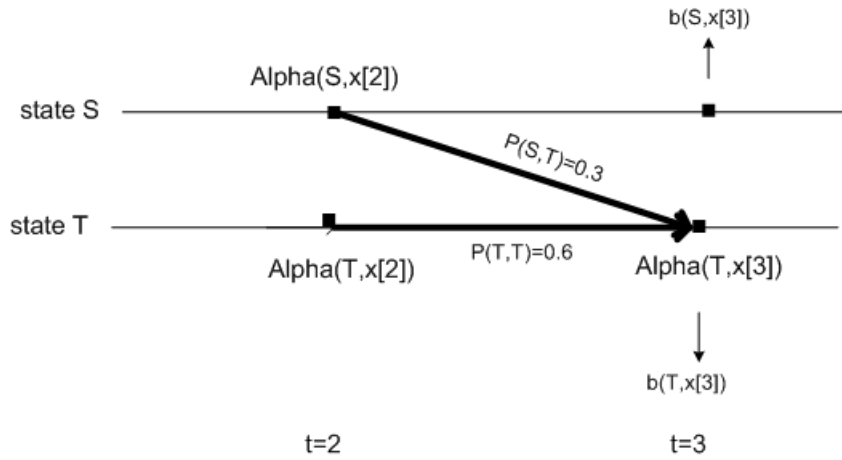 b(S,x[3])
Alpha(S,x[2])
state S
P(S,T)=0.3
state T
P(T,T)=0.6
Alpha(T,x[2])
Alpha(T,x[3])
b(T,x[3])
t=2
t=3